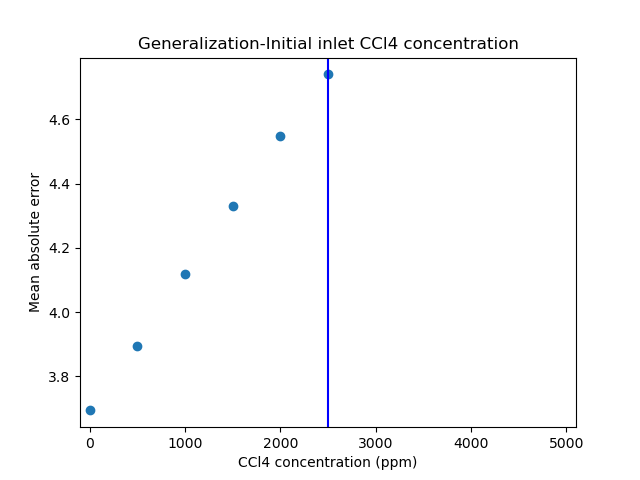 Generalization-Initial inlet CCl4 concentration
Mean absolute error
4.6
4.4
4.2
4.0
3.8
0 1000 2000 3000 4000 5000
CCl4 concentration (ppm)